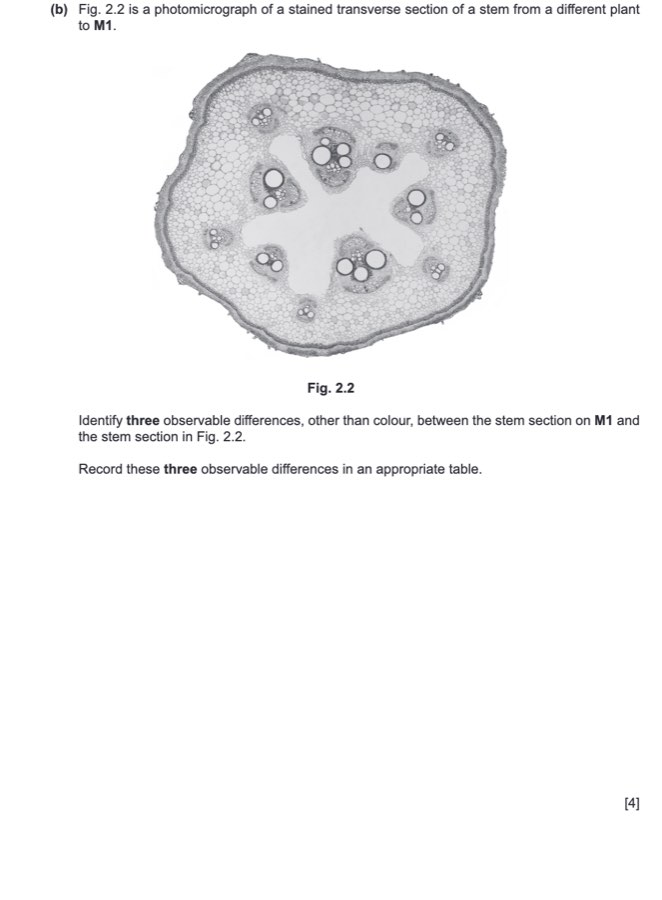 (b) Fig. 2.2 is a photomicrograph of a stained transverse section of a stem from a different plant
to M1.
Fig. 2.2
Identify three observable differences, other than colour, between the stem section on M1 and
the stem section in Fig. 2.2.
Record these three observable differences in an appropriate table.
[4]